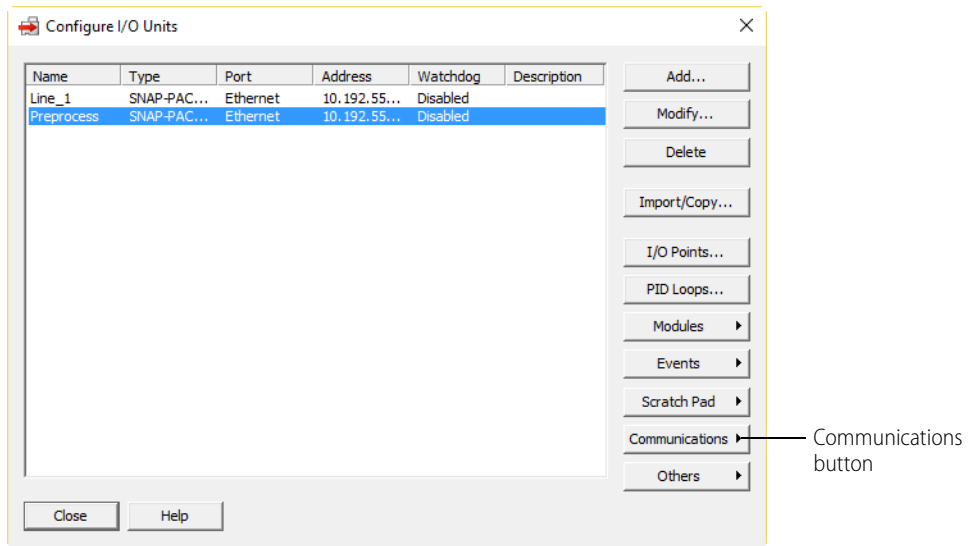 Configure I/O Units
Name Type Port Address Watchdog Description
Line_1 SNAP-PAC... Ethernet 10.192.55... Disabled
Preprocess SNAP-PAC... Ethernet 10.192.55... Disabled
Add...
Modify...
Delete
Import/Copy...
I/O Points...
PID Loops...
Modules
Events
Scratch Pad
Communications
Others
Communications
button
Close Help